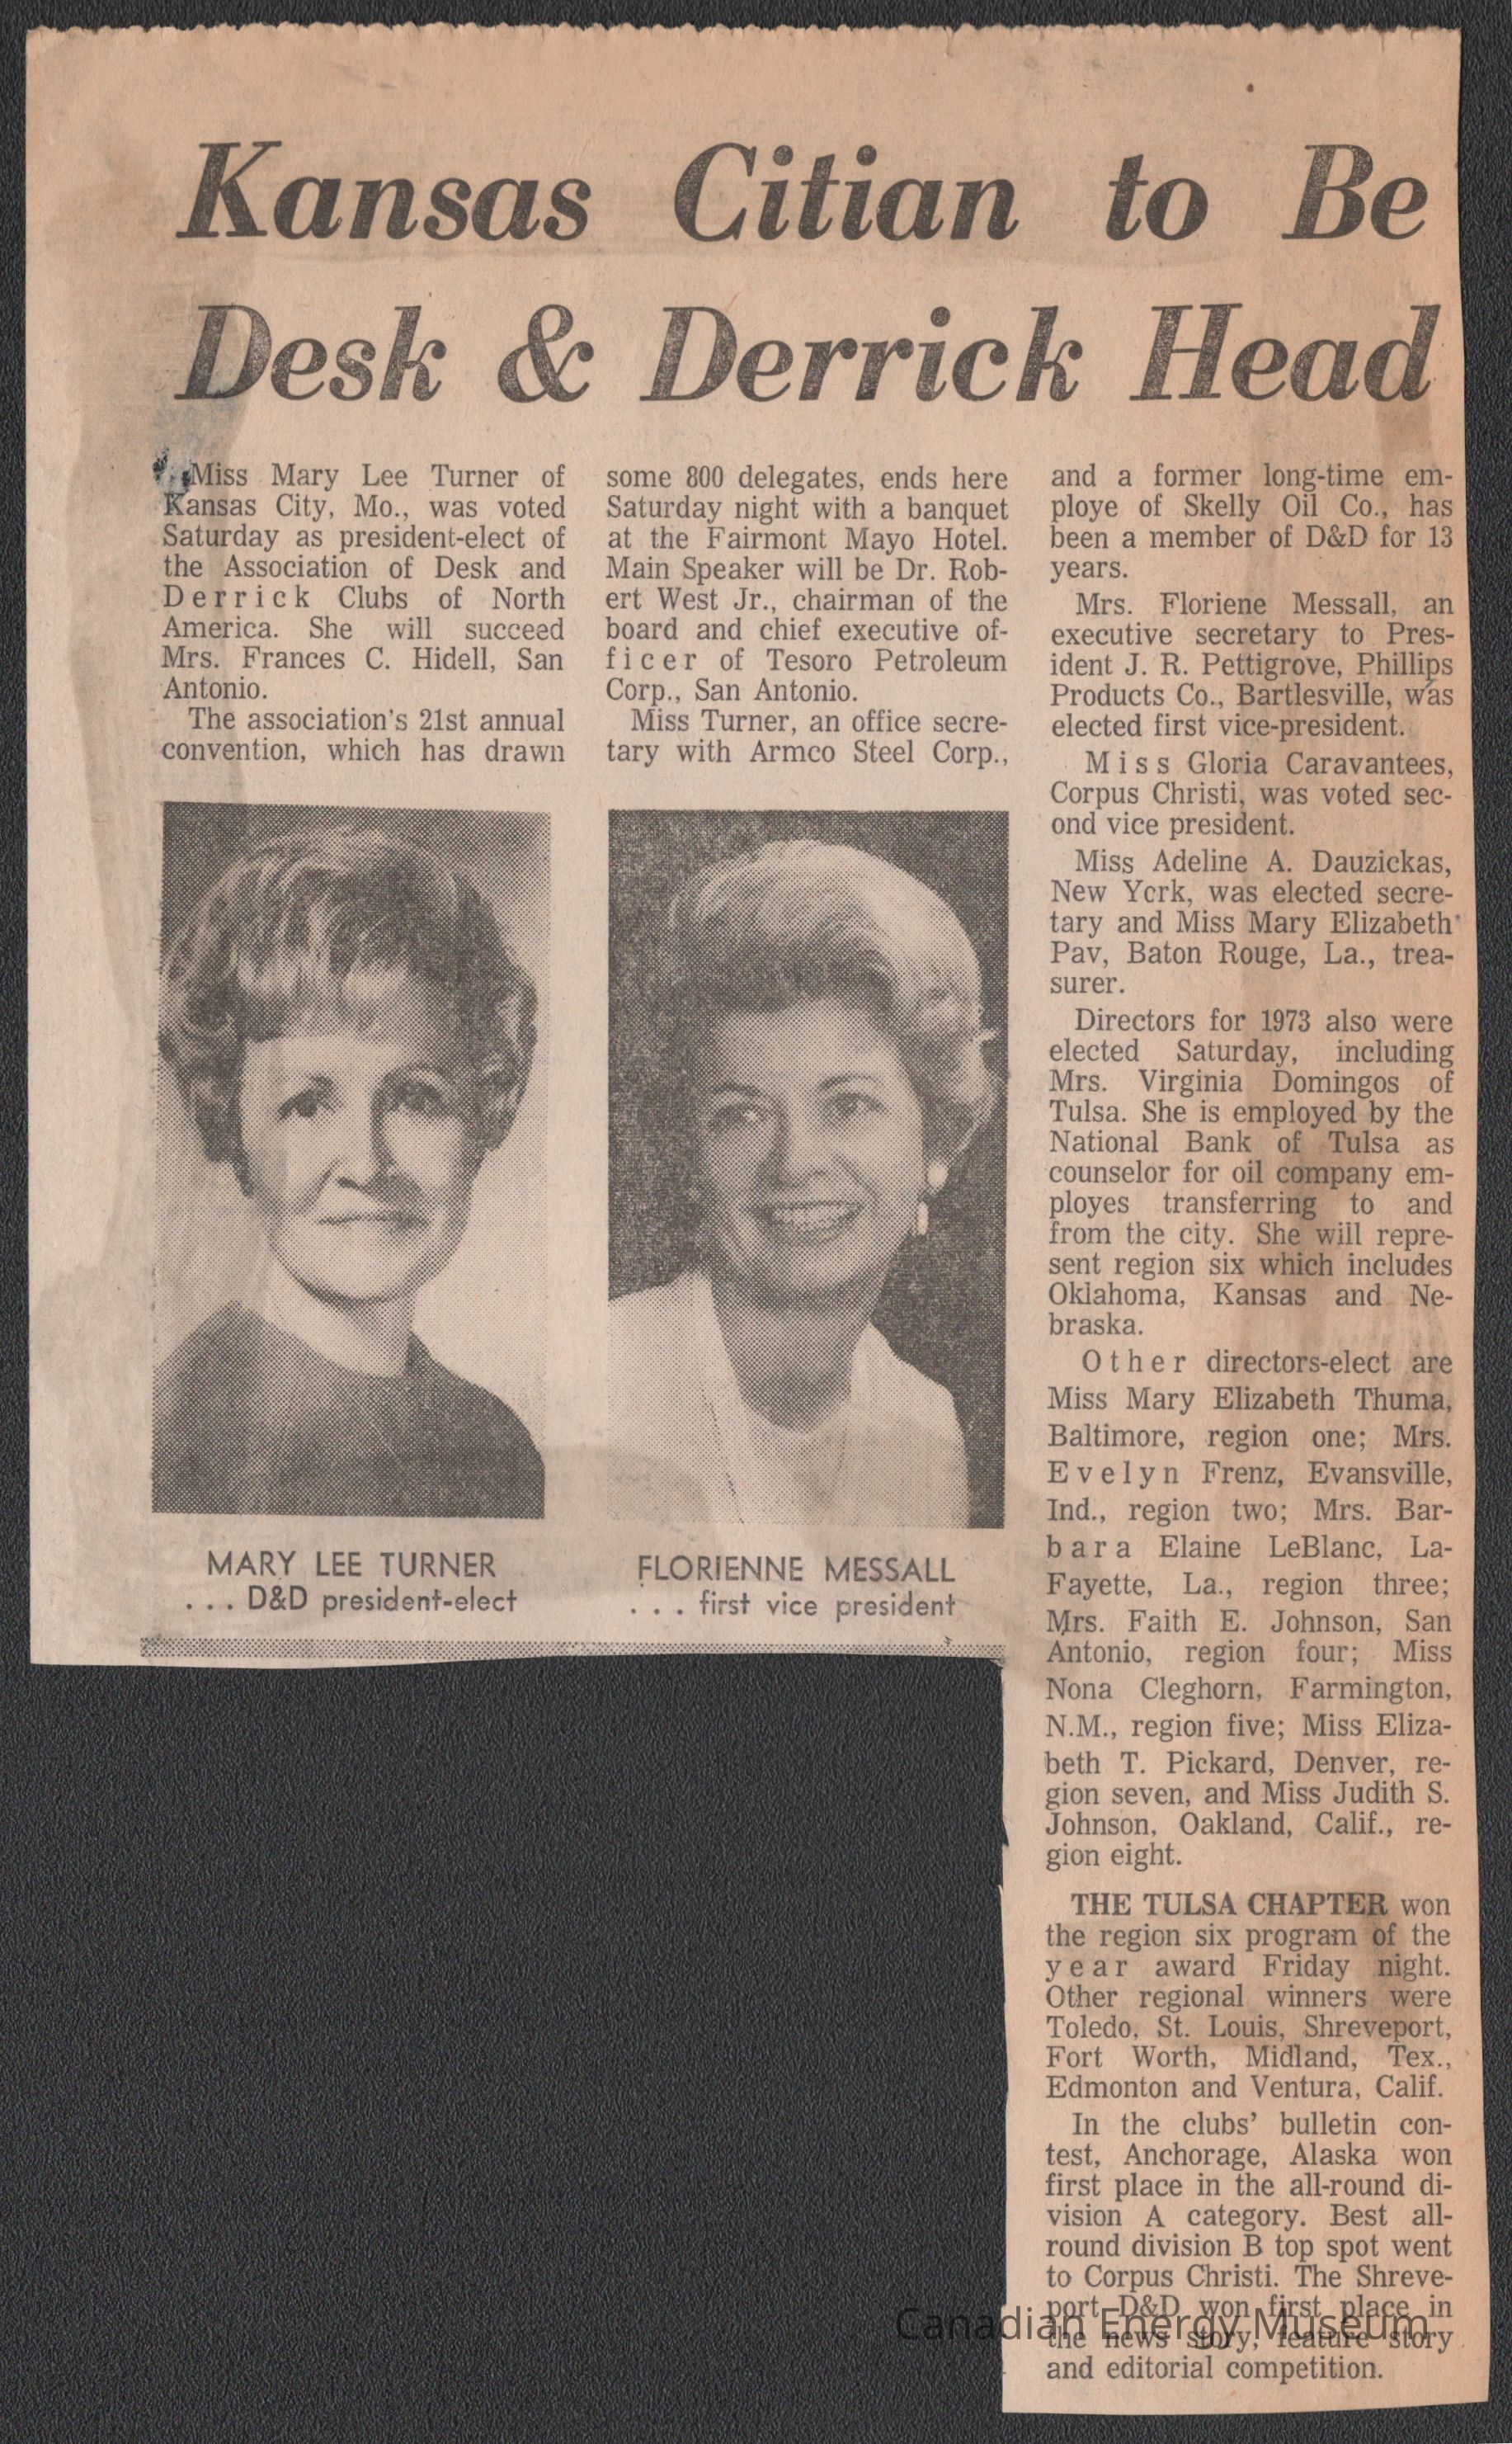 Kansas Citian to Be
Desk & Derrick Head
Miss Mary Lee Turner of
Kansas City, Mo., was voted
Saturday as president-elect of
the Association of Desk and
Derrick Clubs of North
America. She will succeed
Mrs. Frances C. Hidell, San
Antonio.
The association's 21st annual
convention, which has drawn
some 800 delegates, ends here
Saturday night with a banquet
at the Fairmont Mayo Hotel.
Main Speaker will be Dr. Rob-
ert West Jr., chairman of the
board and chief executive of-
ficer of Tesoro Petroleum
Corp., San Antonio.
Miss Turner, an office secre-
tary with Armco Steel Corp.,
and a former long-time em-
ploye of Skelly Oil Co., has
been a member of D&D for 13
years.
Mrs. Floriene Messall, an
executive secretary to Pres-
ident J. R. Pettigrove, Phillips
Products Co., Bartlesville, was
elected first vice-president.
Miss Gloria Caravantees,
Corpus Christi, was voted sec-
ond vice president.
Miss Adeline A. Dauzickas,
New Ycrk, was elected secre-
tary and Miss Mary Elizabeth
Pav, Baton Rouge, La., trea-
surer.
Directors for 1973 also were
elected Saturday, including
Mrs. Virginia Domingos of
Tulsa. She is employed by the
National Bank of Tulsa as
counselor for oil company em-
ployes transferring to and
from the city. She will repre-
sent region six which includes
Oklahoma, Kansas and Ne-
braska.
Other directors-elect are
Miss Mary Elizabeth Thuma,
Baltimore, region one; Mrs.
Evelyn Frenz, Evansville,
Ind., region two; Mrs. Bar-
bara Elaine LeBlanc, La-
Fayette, La., region three;
Mrs. Faith E. Johnson, San
Antonio, region four; Miss
Nona Cleghorn, Farmington,
N.M., region five; Miss Eliza-
beth T. Pickard, Denver, re-
gion seven, and Miss Judith S.
Johnson, Oakland, Calif., re-
gion eight.
THE TULSA CHAPTER won
the region six program of the
year award Friday night.
Other regional winners were
Toledo, St. Louis, Shreveport,
Fort Worth, Midland, Tex.,
Edmonton and Ventura, Calif.
In the clubs' bulletin con-
test, Anchorage, Alaska won
first place in the all-round di-
vision A category. Best all-
round division B top spot went
to Corpus Christi. The Shreve-
port D&D won first place in
the news story, feature story
and editorial competition.
MARY LEE TURNER
... D&D president-elect
FLORIENNE MESSALL
... first vice president
Canadian Energy Museum